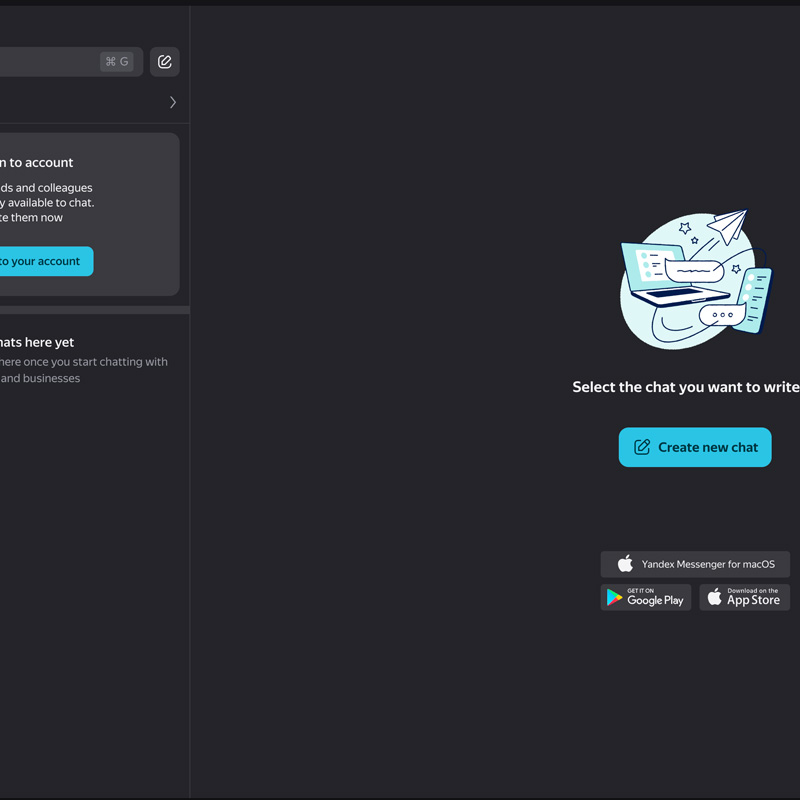 ⌘ G
n to account
ds and colleagues
y available to chat.
te them now
to your account
hats here yet
here once you start chatting with
and businesses
Select the chat you want to write
Create new chat
Yandex Messenger for macOS
GET IT ON
Google Play
Download on the
App Store